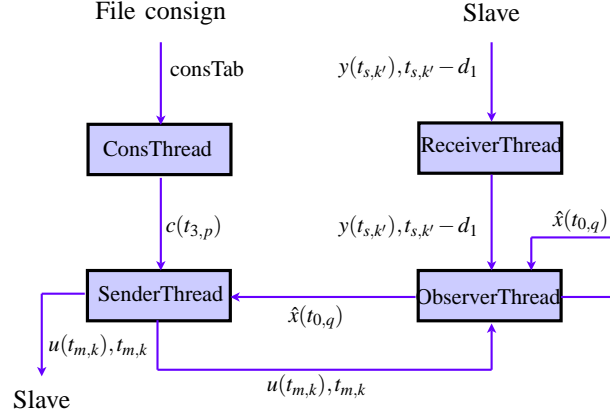 File consign Slave
consTab y(t_{s,k'}), t_{s,k'} − d_1
ConsThread ReceiverThread
c(t_{3,p}) y(t_{s,k'}), t_{s,k'} − d_1 x̂(t_{0,q})
SenderThread x̂(t_{0,q}) ObserverThread
u(t_{m,k}), t_{m,k}
u(t_{m,k}), t_{m,k}
Slave